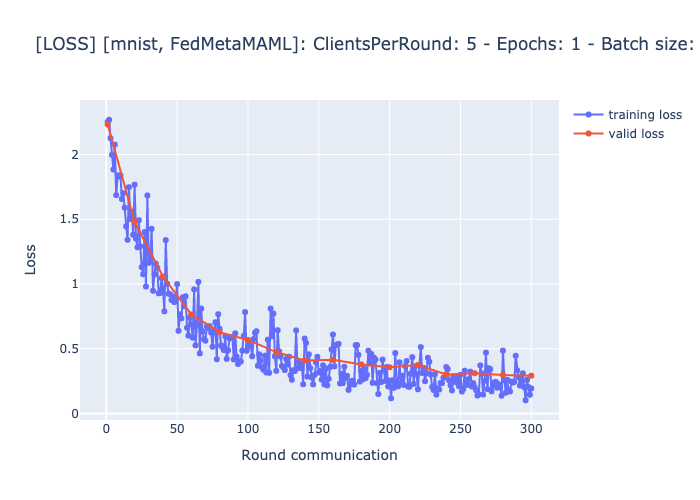 [LOSS] [mnist, FedMetaMAML]: ClientsPerRound: 5 - Epochs: 1 - Batch size:
training loss
valid loss
Loss
2
1.5
1
0.5
0
0 50 100 150 200 250 300
Round communication